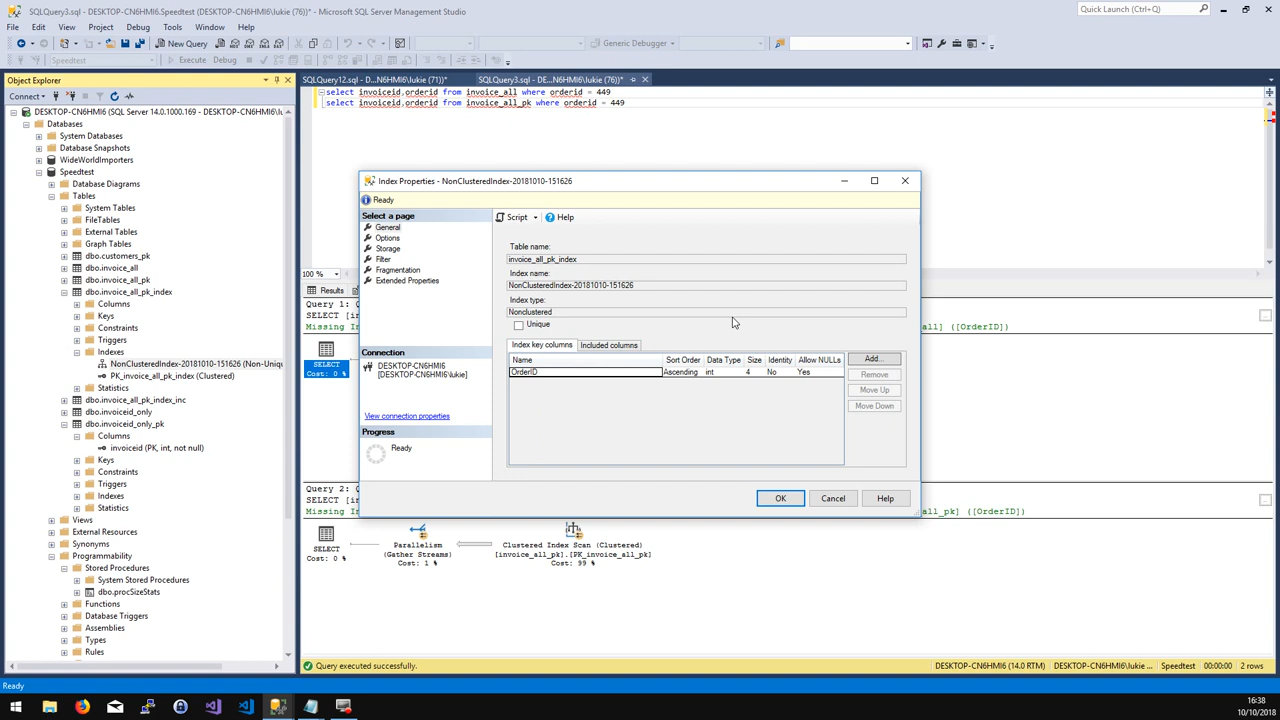 SQLQuery3.sql - DESKTOP-CN6HMI6.Speedtest (DESKTOP-CN6HMI6\lukie (76))* - Microsoft SQL Server Management Studio
Quick Launch (Ctrl+Q)
File Edit View Project Debug Tools Window Help
New Query
Generic Debugger
Speedtest
Execute Debug
Object Explorer
SQLQuery12.sql - D...N6HMI6\lukie (71))*
SQLQuery3.sql - DE...N6HMI6\lukie (76))*
Connect
select invoiceid,orderid from invoice_all where orderid = 449
select invoiceid,orderid from invoice_all_pk where orderid = 449
DESKTOP-CN6HMI6 (SQL Server 14.0.1000.169 - DESKTOP-CN6HMI6\lukie)
Databases
System Databases
Database Snapshots
WideWorldImporters
Speedtest
Database Diagrams
Tables
System Tables
FileTables
External Tables
Graph Tables
dbo.customers_pk
dbo.invoice_all
dbo.invoice_all_pk
dbo.invoice_all_pk_index
Columns
Keys
Constraints
Triggers
Indexes
NonClusteredIndex-20181010-151626 (Non-Uniqu
PK_invoice_all_pk_index (Clustered)
Statistics
dbo.invoice_all_pk_index_inc
dbo.invoiceid_only
dbo.invoiceid_only_pk
Columns
invoiceid (PK, int, not null)
Keys
Constraints
Triggers
Indexes
Statistics
Views
External Resources
Synonyms
Programmability
Stored Procedures
System Stored Procedures
dbo.procSizeStats
Functions
Database Triggers
Assemblies
Types
Rules
100 %
Results
Query 1:
SELECT [i
Missing In
all] ([OrderID])
SELECT
Cost: 0 %
Index Properties - NonClusteredIndex-20181010-151626
Ready
Select a page
General
Options
Storage
Filter
Fragmentation
Extended Properties
Connection
DESKTOP-CN6HMI6
[DESKTOP-CN6HMI6\lukie]
View connection properties
Progress
Ready
Script
Help
Table name:
invoice_all_pk_index
Index name:
NonClusteredIndex-20181010-151626
Index type:
Nonclustered
Unique
Index key columns
Included columns
Name Sort Order Data Type Size Identity Allow NULLs
OrderID Ascending int 4 No Yes
Add...
Remove
Move Up
Move Down
OK Cancel Help
Query 2:
SELECT [in
Missing In
all_pk] ([OrderID])
SELECT
Cost: 0 %
Parallelism
(Gather Streams)
Cost: 1 %
Clustered Index Scan (Clustered)
[invoice_all_pk].[PK_invoice_all_pk]
Cost: 99 %
Query executed successfully.
DESKTOP-CN6HMI6 (14.0 RTM)
DESKTOP-CN6HMI6\lukie ...
Speedtest
00:00:00
2 rows
Ready
16:38
10/10/2018